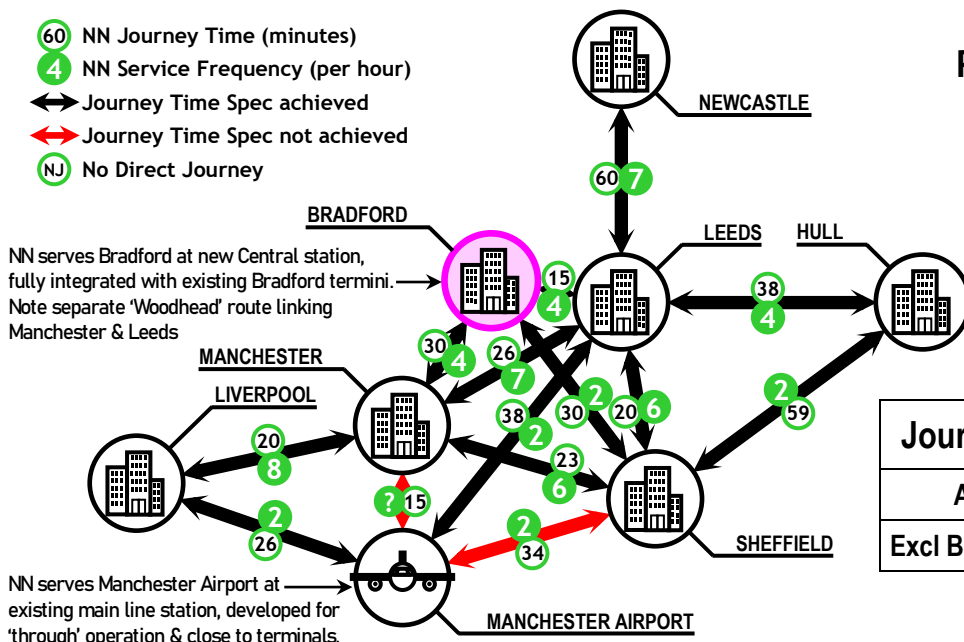 60 NN Journey Time (minutes)
4 NN Service Frequency (per hour)
Journey Time Spec achieved
Journey Time Spec not achieved
NJ No Direct Journey
P
NEWCASTLE
60 7
BRADFORD
LEEDS
HULL
NN serves Bradford at new Central station,
fully integrated with existing Bradford termini.
Note separate ‘Woodhead’ route linking
Manchester & Leeds
15
4
38
4
MANCHESTER
30 4
26
7
LIVERPOOL
38
2
2
30
20 6
2
59
20
8
23
6
Jour
A
Excl B
? 15
2
26
2
34
SHEFFIELD
NN serves Manchester Airport at
existing main line station, developed for
‘through’ operation & close to terminals.
MANCHESTER AIRPORT